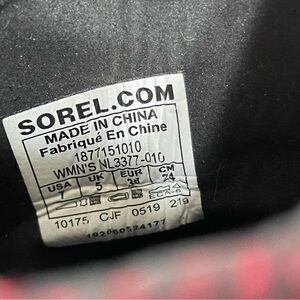 SOREL.COM
MADE IN CHINA
Fabriqué En Chine
1877151010
WMN'S NL3377-010
USA UK EUR CM
7 5 38 24
10175 CJF 0519 219